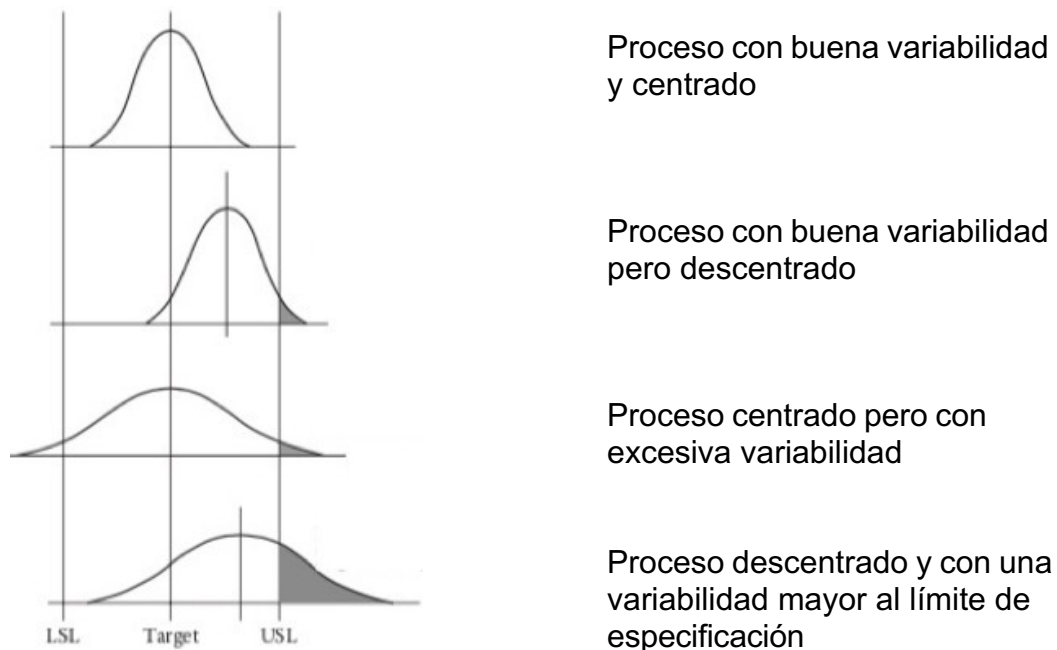 Proceso con buena variabilidad
y centrado
Proceso con buena variabilidad
pero descentrado
Proceso centrado pero con
excesiva variabilidad
Proceso descentrado y con una
variabilidad mayor al límite de
especificación
LSL Target USL